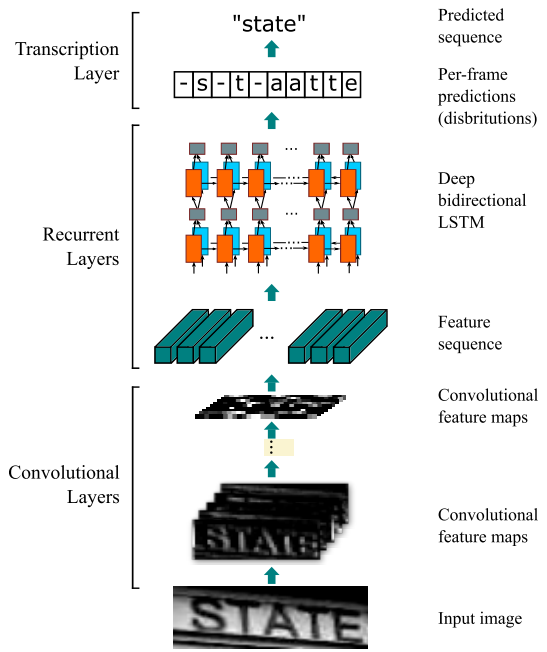 "state"
Predicted
sequence
Transcription
Layer
-s-t-aatte
Per-frame
predictions
(disbritutions)
Recurrent
Layers
Deep
bidirectional
LSTM
Feature
sequence
Convolutional
feature maps
Convolutional
Layers
STATE
Convolutional
feature maps
STATE
Input image